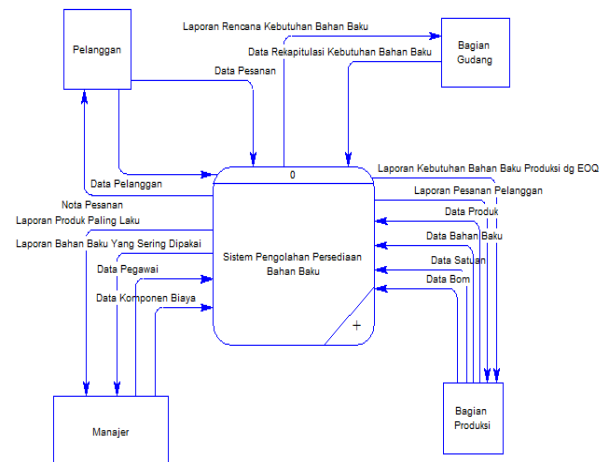 Laporan Rencana Kebutuhan Bahan Baku
Pelanggan
Bagian
Gudang
Data Rekapitulasi Kebutuhan Bahan Baku
Data Pesanan
0
Laporan Kebutuhan Bahan Baku Produksi dg EOQ
Data Pelanggan
Laporan Pesanan Pelanggan
Nota Pesanan
Data Produk
Laporan Produk Paling Laku
Data Bahan Baku
Laporan Bahan Baku Yang Sering Dipakai
Sistem Pengolahan Persediaan
Bahan Baku
Data Satuan
Data Pegawai
Data Bom
Data Komponen Biaya
+
Bagian
Produksi
Manajer